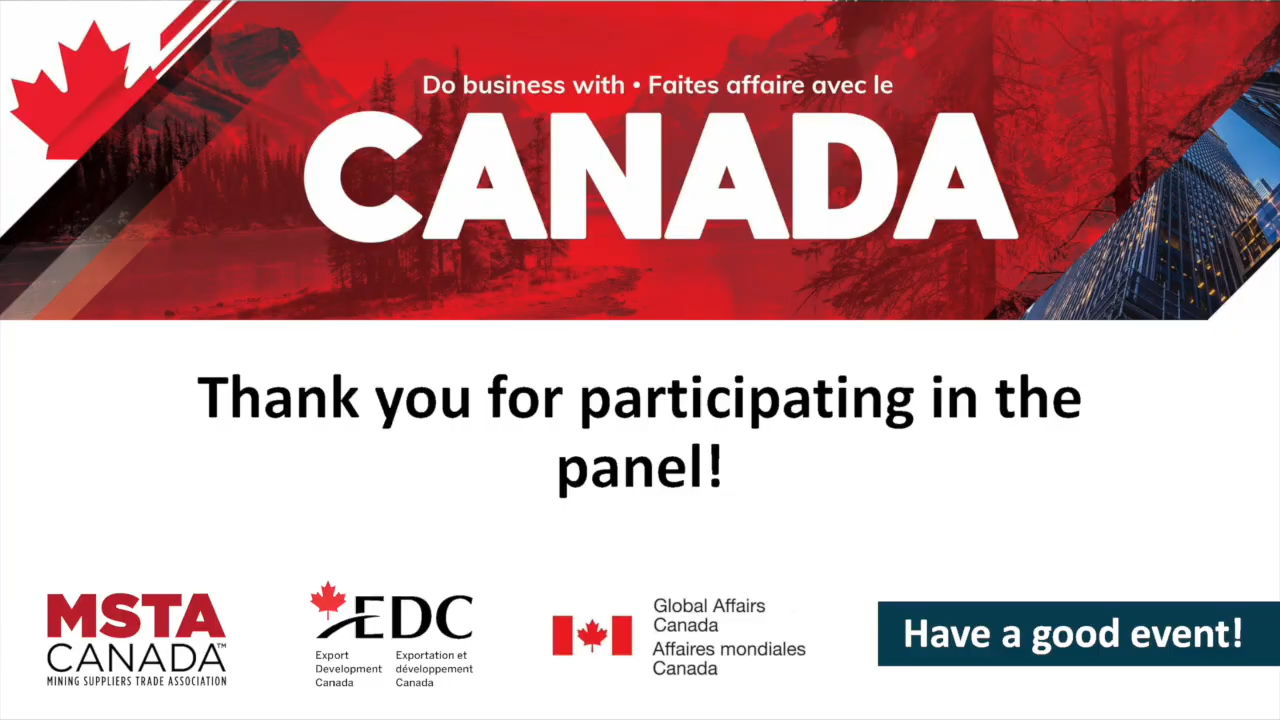 Do business with • Faites affaire avec le
CANADA
Thank you for participating in the
panel!
MSTA
CANADA™
MINING SUPPLIERS TRADE ASSOCIATION
EDC
Export
Development
Canada
Exportation et
développement
Canada
Global Affairs
Canada
Affaires mondiales
Canada
Have a good event!